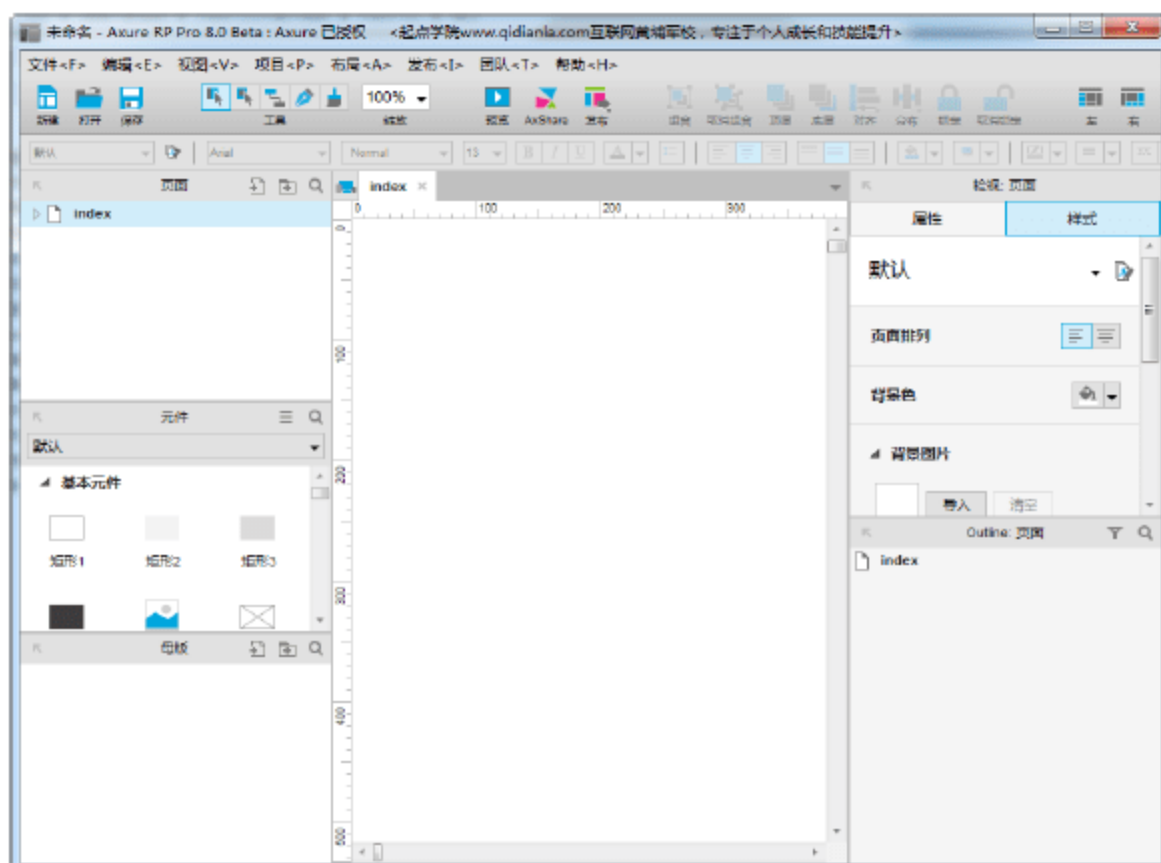 未命名 - Axure RP Pro 8.0 Beta : Axure 已授权 <起点学院www.qidianla.com互联网黄埔军校，专注于个人成长和技能提升>
文件<F> 编辑<E> 视图<V> 项目<P> 布局<A> 发布<I> 团队<T> 帮助<H>
100%
新建 打开 保存 工具 缩放 预览 AxShare 发布 组合 取消组合 顶层 底层 对齐 分布 锁定 取消锁定 左 右
默认 Arial Normal 13 B I U
页面 index 检视: 页面
index
0 100 200 300
属性 样式
默认
页面排列
背景色
背景图片
导入 清空
元件
默认
基本元件
矩形1 矩形2 矩形3
母版
Outline: 页面
index
0
100
200
300
400
500